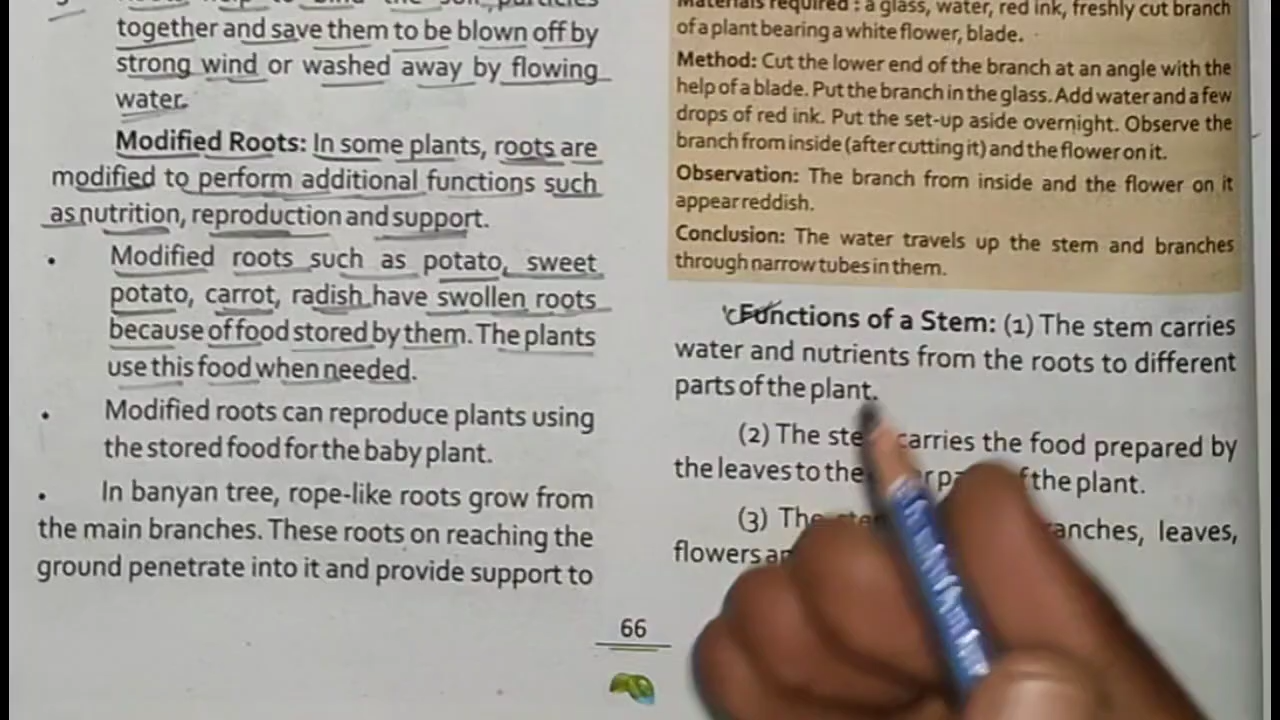 together and save them to be blown off by
strong wind or washed away by flowing
water.
Modified Roots: In some plants, roots are
modified to perform additional functions such
as nutrition, reproduction and support.
• Modified roots such as potato, sweet
potato, carrot, radish have swollen roots
because of food stored by them. The plants
use this food when needed.
• Modified roots can reproduce plants using
the stored food for the baby plant.
• In banyan tree, rope-like roots grow from
the main branches. These roots on reaching the
ground penetrate into it and provide support to
66
Materials required : a glass, water, red ink, freshly cut branch
of a plant bearing a white flower, blade.
Method: Cut the lower end of the branch at an angle with the
help of a blade. Put the branch in the glass. Add water and a few
drops of red ink. Put the set-up aside overnight. Observe the
branch from inside (after cutting it) and the flower on it.
Observation: The branch from inside and the flower on it
appear reddish.
Conclusion: The water travels up the stem and branches
through narrow tubes in them.
Functions of a Stem: (1) The stem carries
water and nutrients from the roots to different
parts of the plant.
(2) The carries the food prepared by
the leaves to the of the plant.
(3) The leaves,
flowers